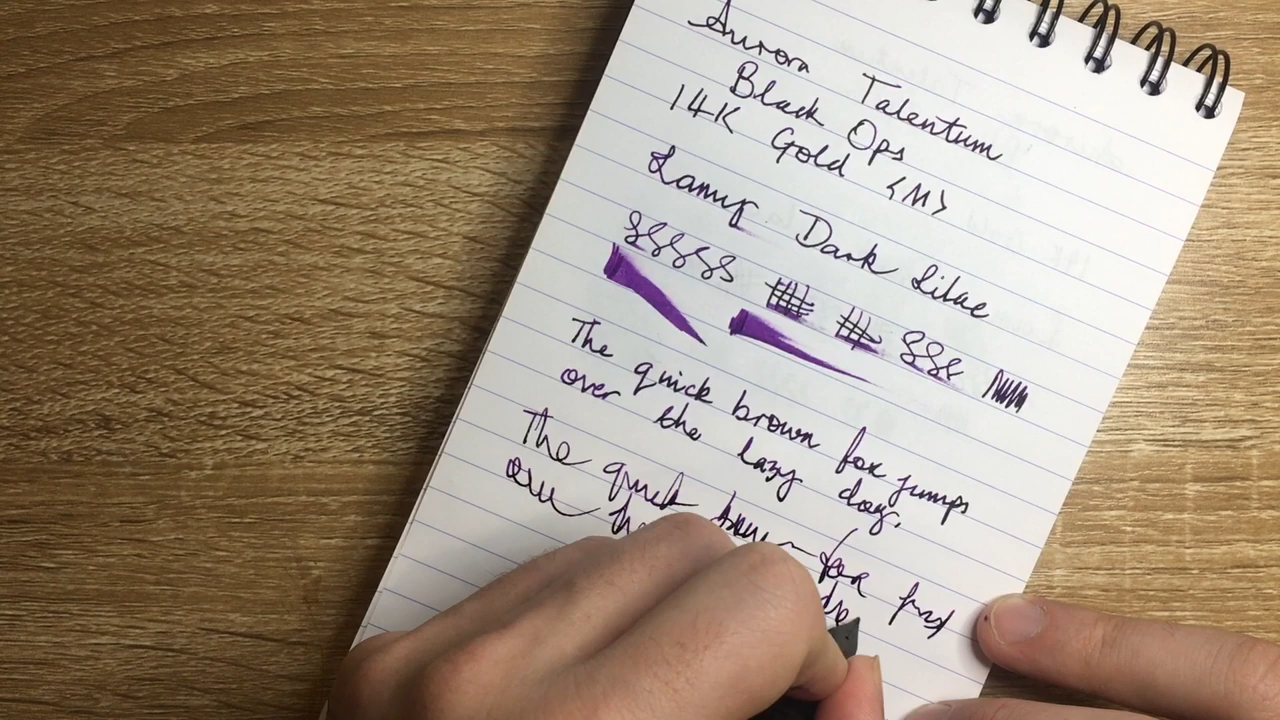 Aurora Talentum
Black Ops
14K Gold <M>
Lamy Dark Lilac
The quick brown fox jumps
over the lazy dog.
The quick brown fox